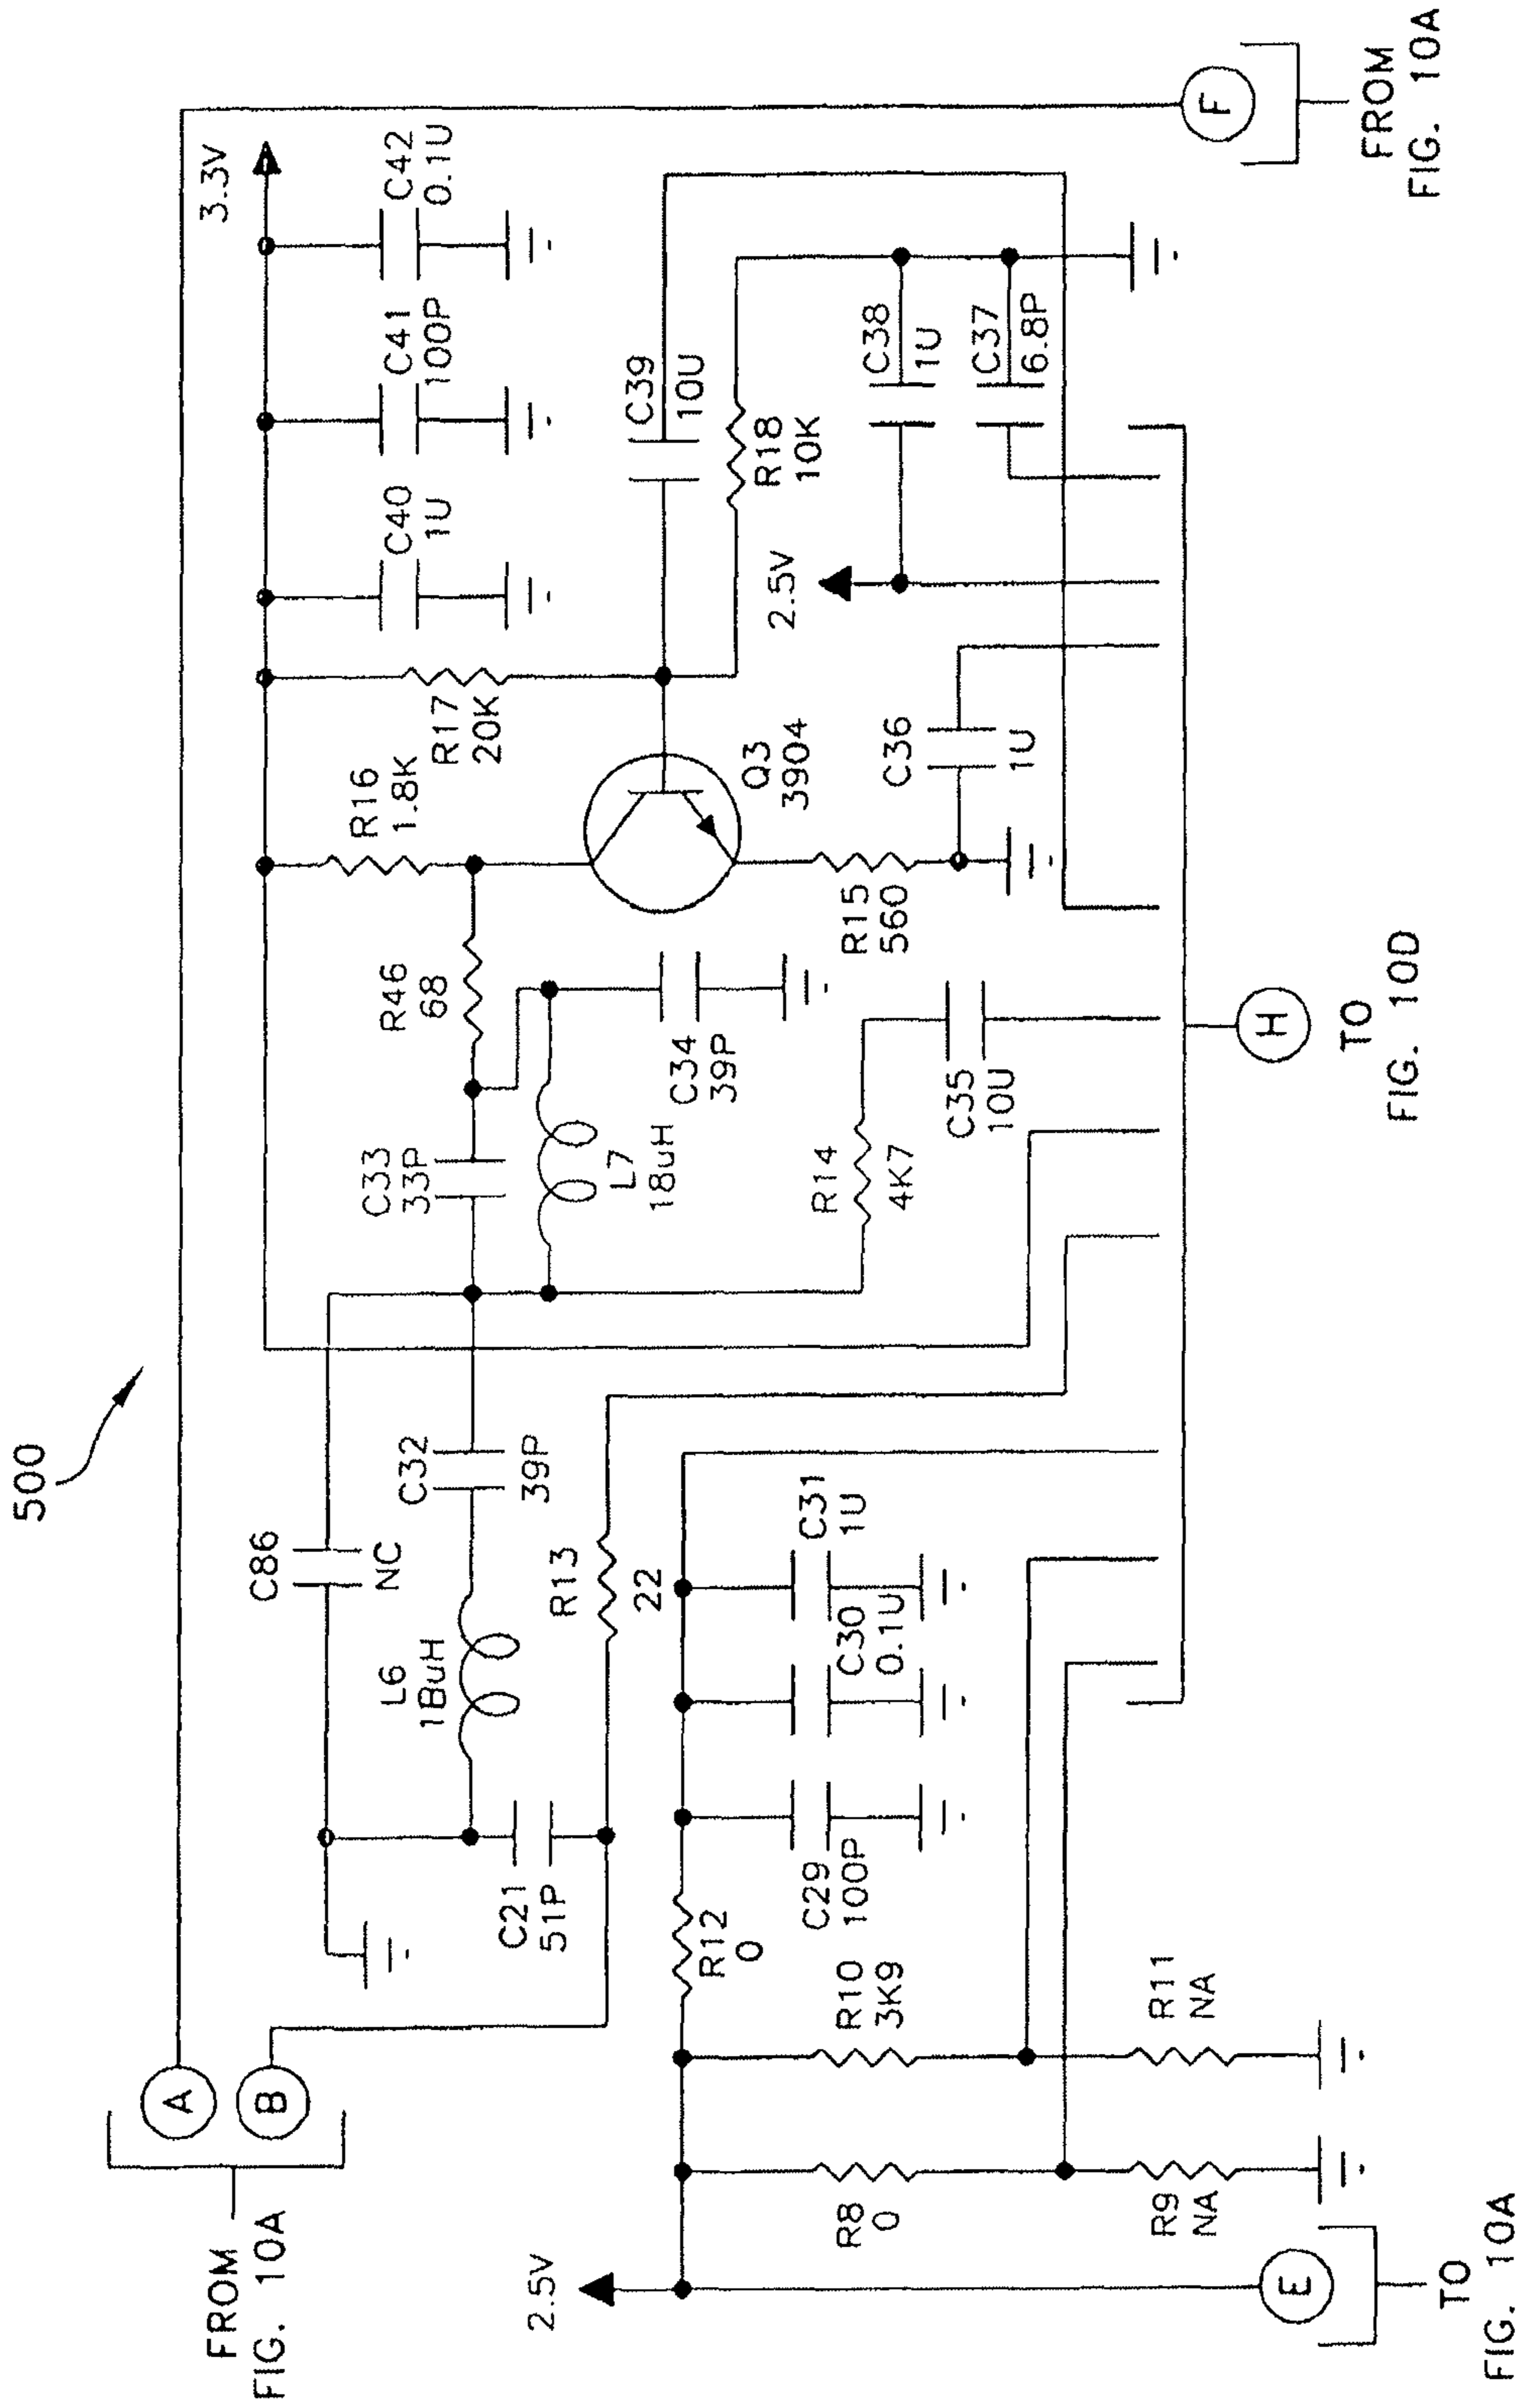 500
FROM
FIG. 10A
A
B
3.3V
C42
0.1U
C41
100P
C40
1U
R17
20K
R16
1.8K
C39
10U
R18
10K
Q3
3904
R46
68
C33
33P
L7
18uH
C34
39P
C86
NC
C32
39P
L6
18uH
C21
51P
R13
22
R15
560
C36
1U
2.5V
C38
1U
C37
6.8P
R14
4K7
C35
10U
C31
1U
C30
0.1U
C29
100P
R12
0
R10
3K9
R11
NA
R8
0
R9
NA
2.5V
E
TO
FIG. 10A
H
TO
FIG. 10D
F
FROM
FIG. 10A